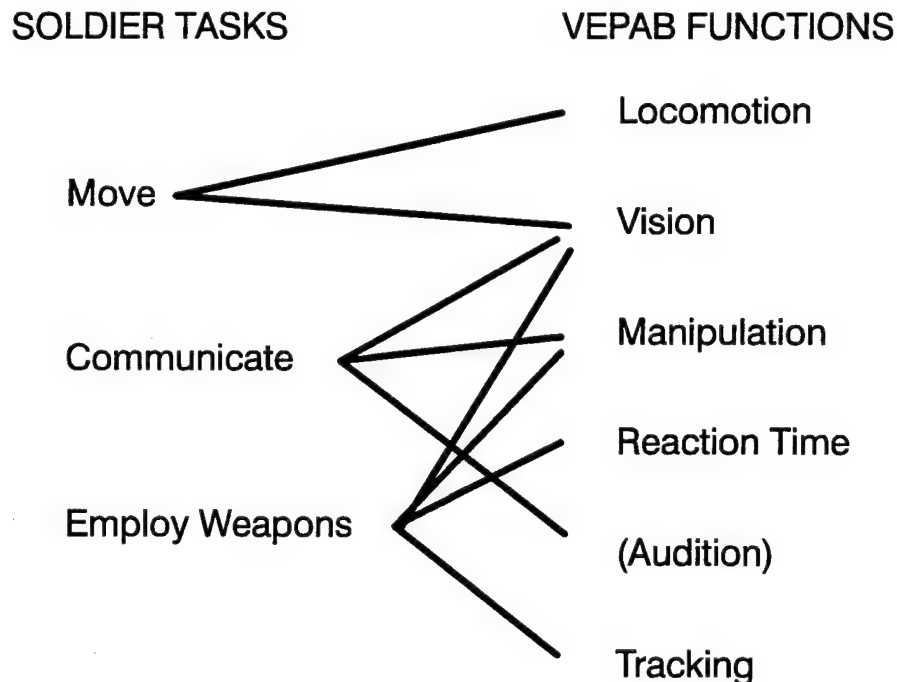 SOLDIER TASKS
VEPAB FUNCTIONS
Locomotion
Move
Vision
Manipulation
Communicate
Reaction Time
Employ Weapons
(Audition)
Tracking